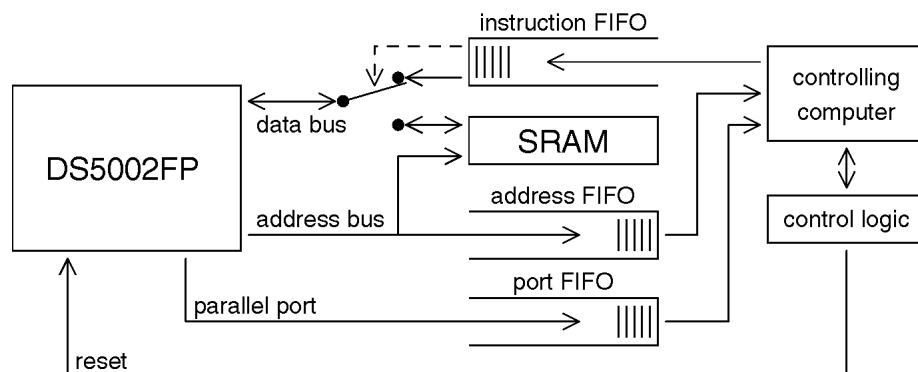 instruction FIFO
controlling
computer
data bus
DS5002FP
SRAM
address FIFO
address bus
control logic
port FIFO
parallel port
reset